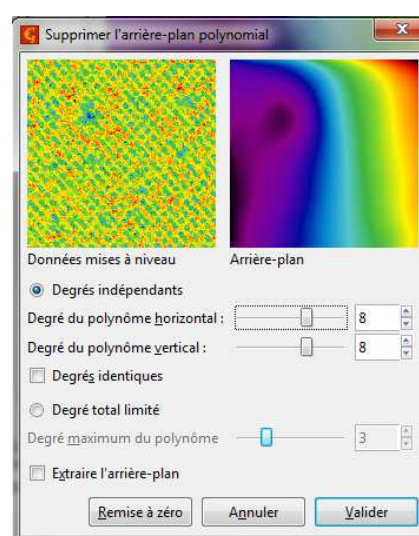 Supprimer l'arrière-plan polynomial
Données mises à niveau Arrière-plan
Degrés indépendants
Degré du polynôme horizontal : 8
Degré du polynôme vertical : 8
Degrés identiques
Degré total limité
Degré maximum du polynôme 3
Extraire l'arrière-plan
Remise à zéro Annuler Valider